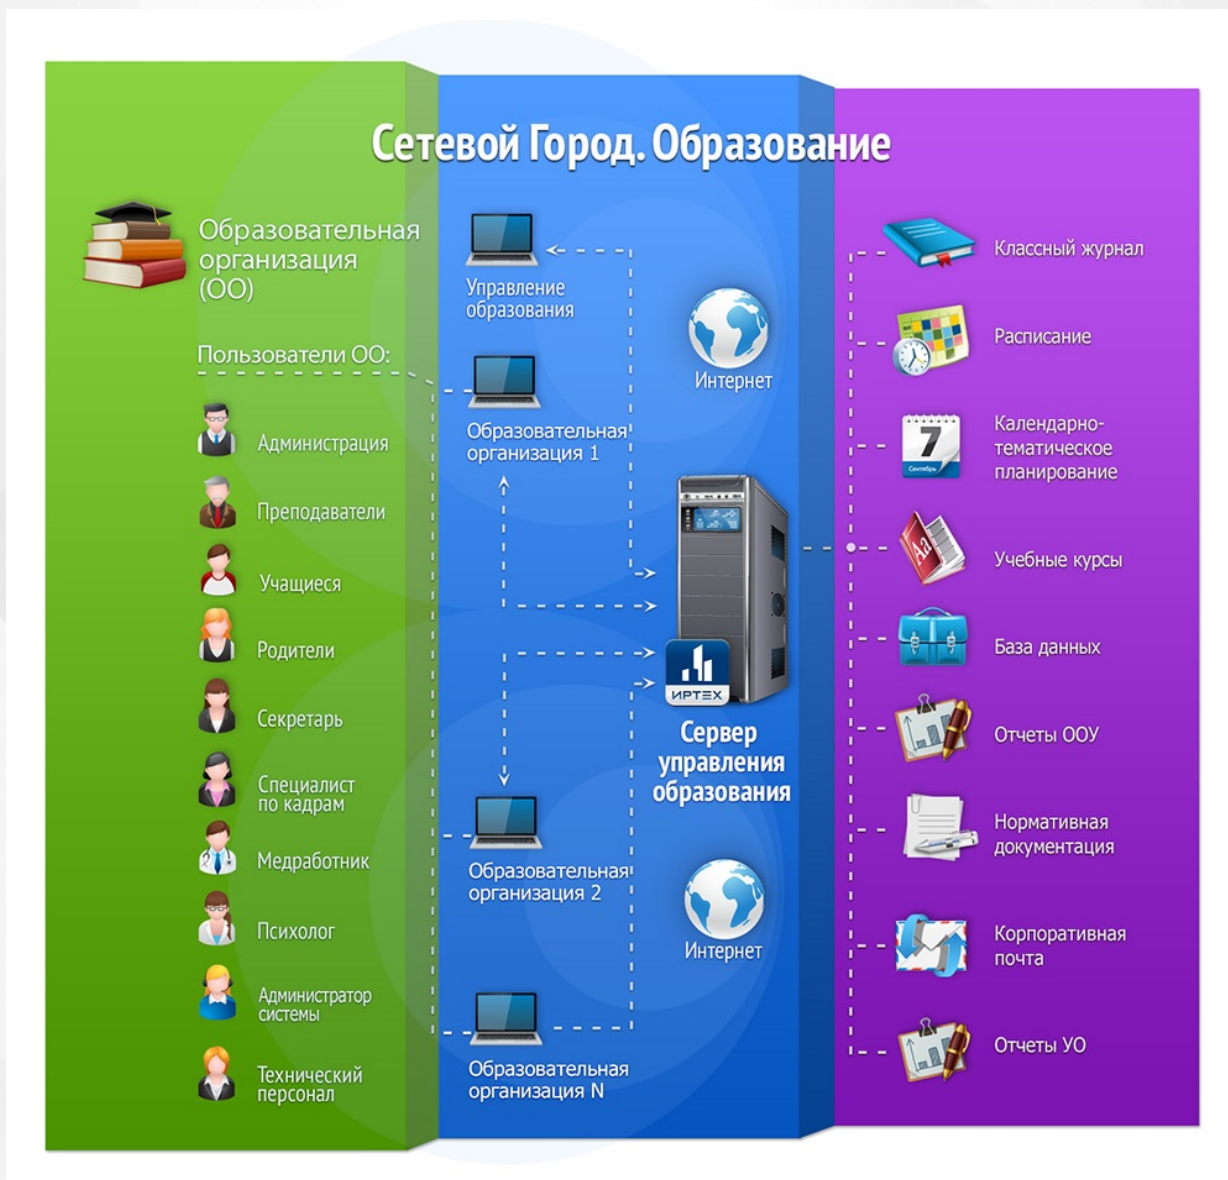 Сетевой Город. Образование
Образовательная
организация
(ОО)
Пользователи ОО:
Администрация
Преподаватели
Учащиеся
Родители
Секретарь
Специалист
по кадрам
Медработник
Психолог
Администратор
системы
Технический
персонал
Управление
образования
Образовательная
организация 1
Интернет
ИРТЕХ
Сервер
управления
образования
Образовательная
организация 2
Интернет
Образовательная
организация N
Классный журнал
Расписание
7
Сентябрь
Календарно-
тематическое
планирование
Aa
Учебные курсы
База данных
Отчеты ООУ
Нормативная
документация
Корпоративная
почта
Отчеты УО